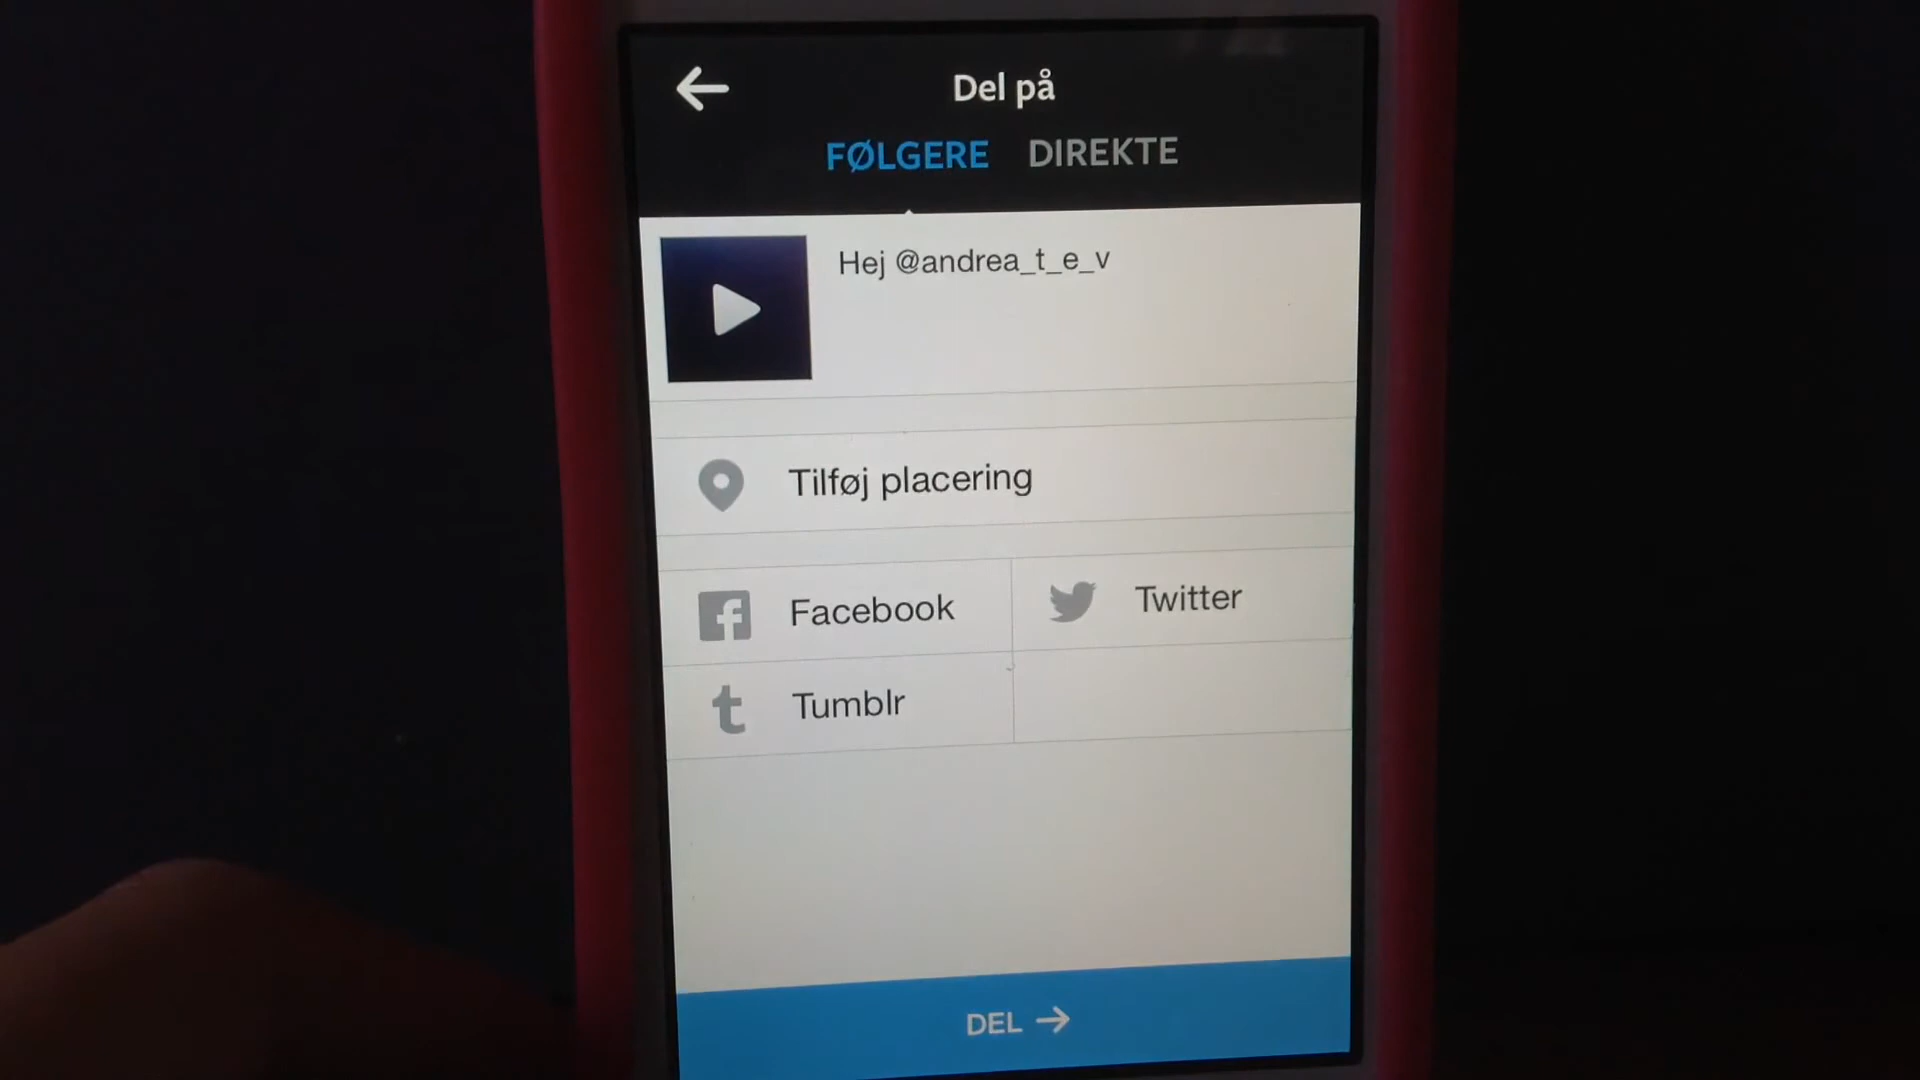 Del på
FØLGERE DIREKTE
Hej @andrea_t_e_v
Tilføj placering
Facebook Twitter
Tumblr
DEL →